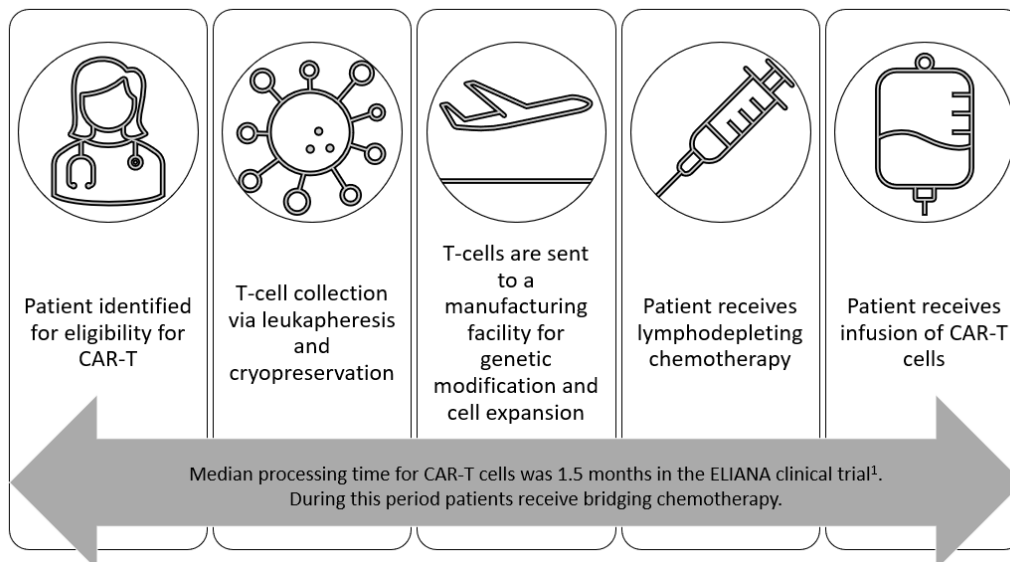 Patient identified
for eligibility for
CAR-T
T-cell collection
via leukapheresis
and
cryopreservation
T-cells are sent
to a
manufacturing
facility for
genetic
modification and
cell expansion
Patient receives
lymphodepleting
chemotherapy
Patient receives
infusion of CAR-T
cells
Median processing time for CAR-T cells was 1.5 months in the ELIANA clinical trial¹.
During this period patients receive bridging chemotherapy.